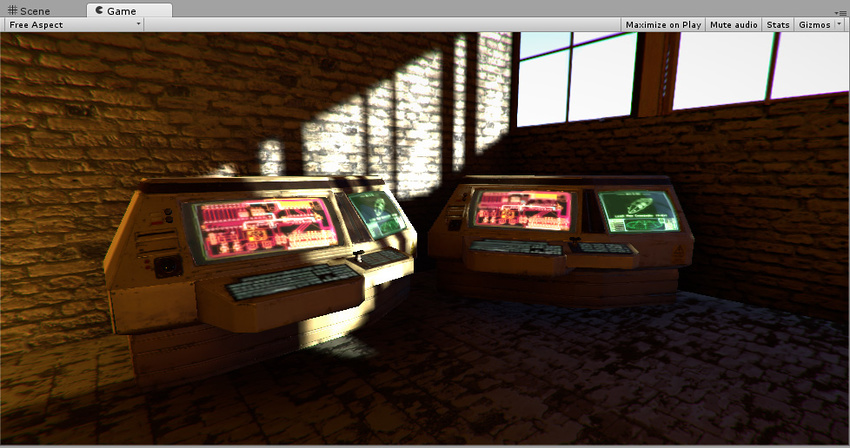 Scene
Game
Free Aspect
Maximize on Play
Mute audio
Stats
Gizmos